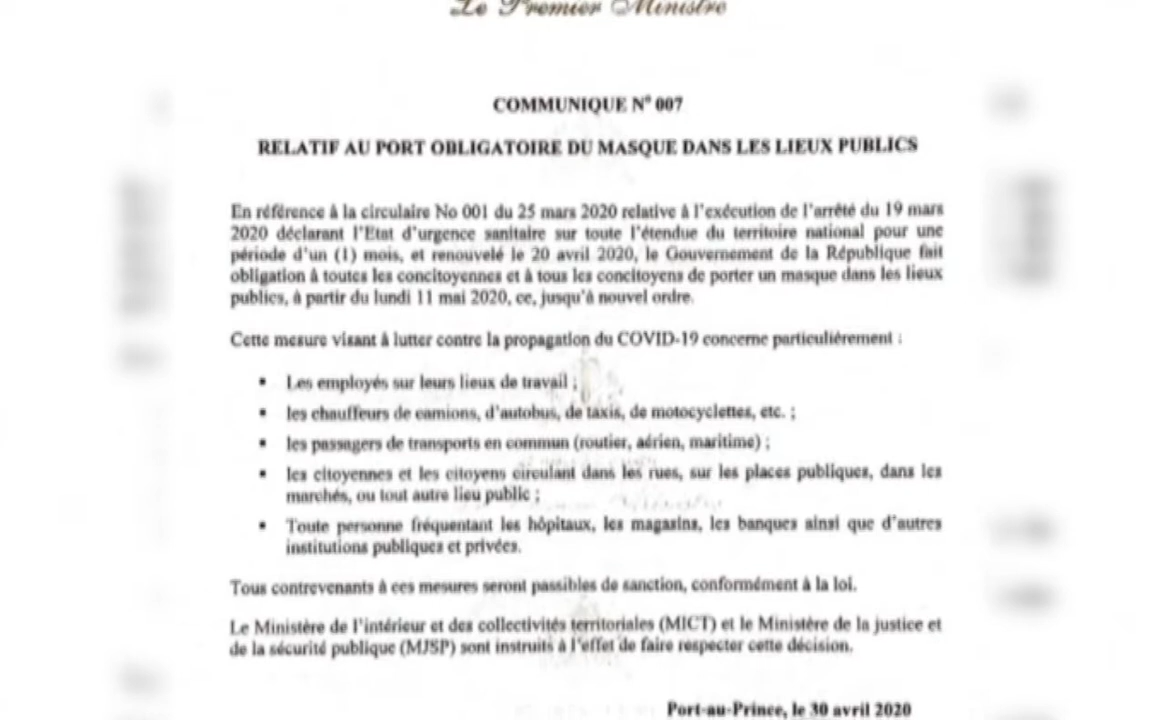 Le Premier Ministre
COMMUNIQUE N° 007
RELATIF AU PORT OBLIGATOIRE DU MASQUE DANS LES LIEUX PUBLICS
En référence à la circulaire No 001 du 25 mars 2020 relative à l'exécution de l'arrêté du 19 mars
2020 déclarant l'Etat d'urgence sanitaire sur toute l'étendue du territoire national pour une
période d'un (1) mois, et renouvelé le 20 avril 2020, le Gouvernement de la République fait
obligation à toutes les concitoyennes et à tous les concitoyens de porter un masque dans les lieux
publics, à partir du lundi 11 mai 2020, ce, jusqu'à nouvel ordre.
Cette mesure visant à lutter contre la propagation du COVID-19 concerne particulièrement :
▪ Les employés sur leurs lieux de travail ;
▪ les chauffeurs de camions, d'autobus, de taxis, de motocyclettes, etc. ;
▪ les passagers de transports en commun (routier, aérien, maritime) ;
▪ les citoyennes et les citoyens circulant dans les rues, sur les places publiques, dans les
marchés, ou tout autre lieu public ;
▪ Toute personne fréquentant les hôpitaux, les magasins, les banques ainsi que d'autres
institutions publiques et privées.
Tous contrevenants à ces mesures seront passibles de sanction, conformément à la loi.
Le Ministère de l'intérieur et des collectivités territoriales (MICT) et le Ministère de la justice et
de la sécurité publique (MJSP) sont instruits à l'effet de faire respecter cette décision.
Port-au-Prince, le 30 avril 2020